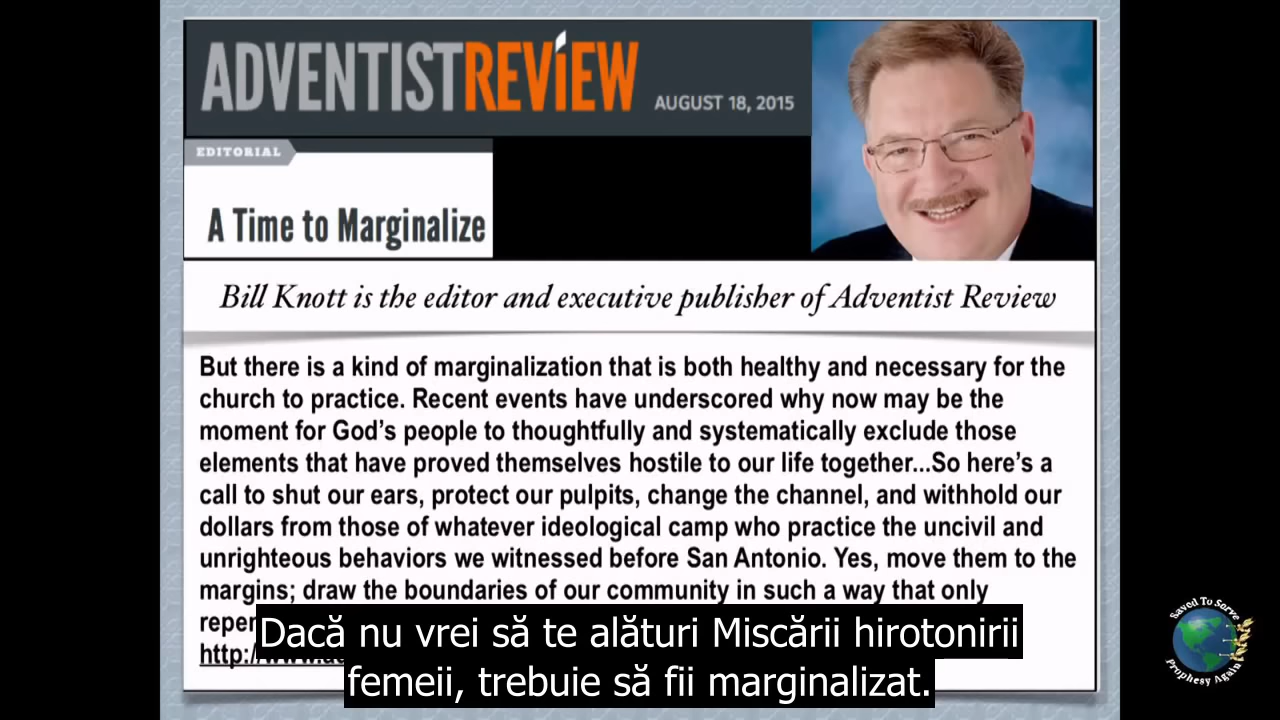 ADVENTISTREVIEW
AUGUST 18, 2015
EDITORIAL
A Time to Marginalize
Bill Knott is the editor and executive publisher of Adventist Review
But there is a kind of marginalization that is both healthy and necessary for the
church to practice. Recent events have underscored why now may be the
moment for God's people to thoughtfully and systematically exclude those
elements that have proved themselves hostile to our life together...So here's a
call to shut our ears, protect our pulpits, change the channel, and withhold our
dollars from those of whatever ideological camp who practice the uncivil and
unrighteous behaviors we witnessed before San Antonio. Yes, move them to the
margins; draw the boundaries of our community in such a way that only
Dacă nu vrei să te alături Miscării hirotonirii
femeii, trebuie să fii marginalizat.
Saved To Serve
Prophesy Again